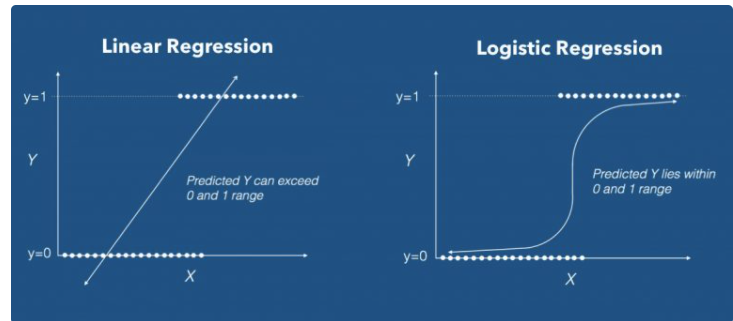 Linear Regression
y=1
Y
Predicted Y can exceed
0 and 1 range
y=0
X
Logistic Regression
y=1
Y
Predicted Y lies within
0 and 1 range
y=0
X